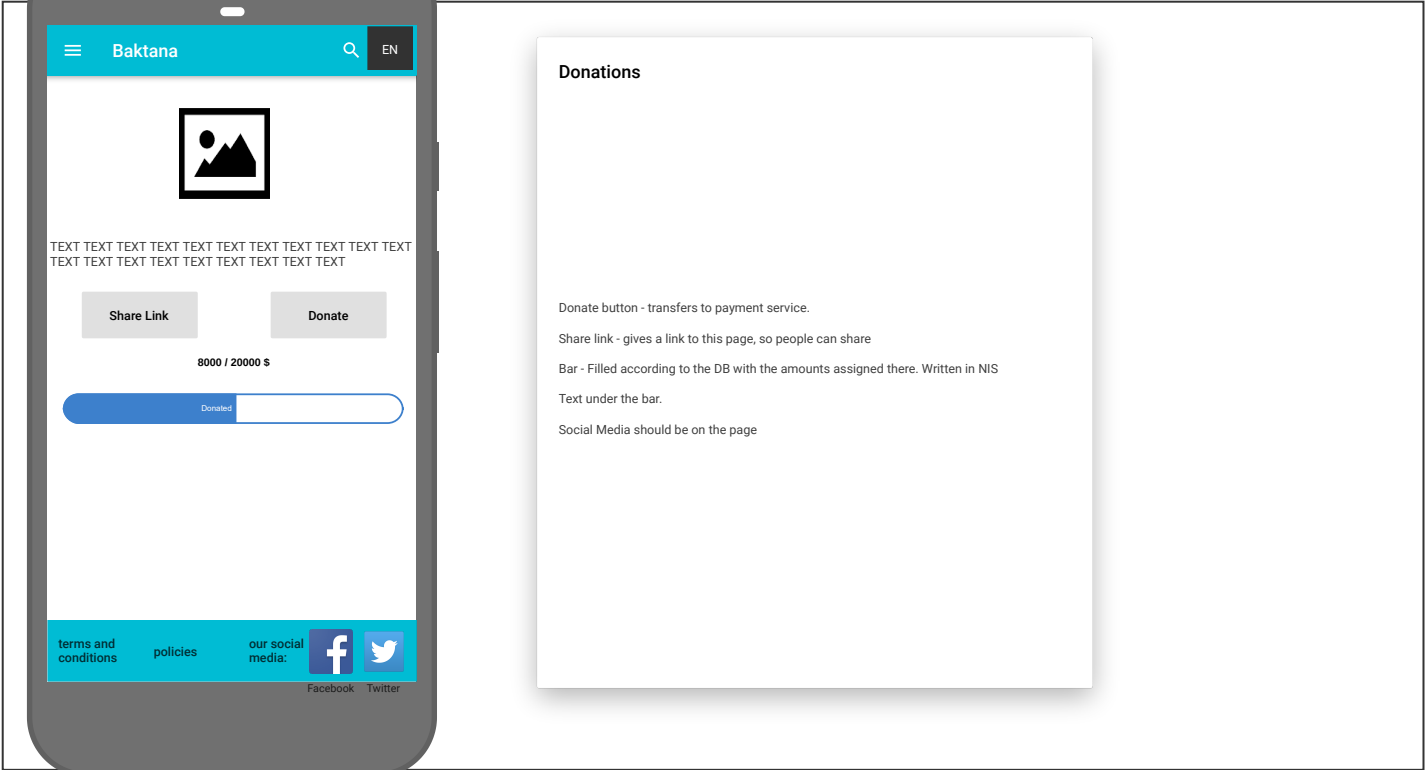 Baktana
EN
TEXT TEXT TEXT TEXT TEXT TEXT TEXT TEXT TEXT TEXT TEXT
TEXT TEXT TEXT TEXT TEXT TEXT TEXT TEXT TEXT
Share Link
Donate
8000 / 20000 $
Donated
terms and
conditions
policies
our social
media:
Facebook
Twitter
Donations
Donate button - transfers to payment service.
Share link - gives a link to this page, so people can share
Bar - Filled according to the DB with the amounts assigned there. Written in NIS
Text under the bar.
Social Media should be on the page